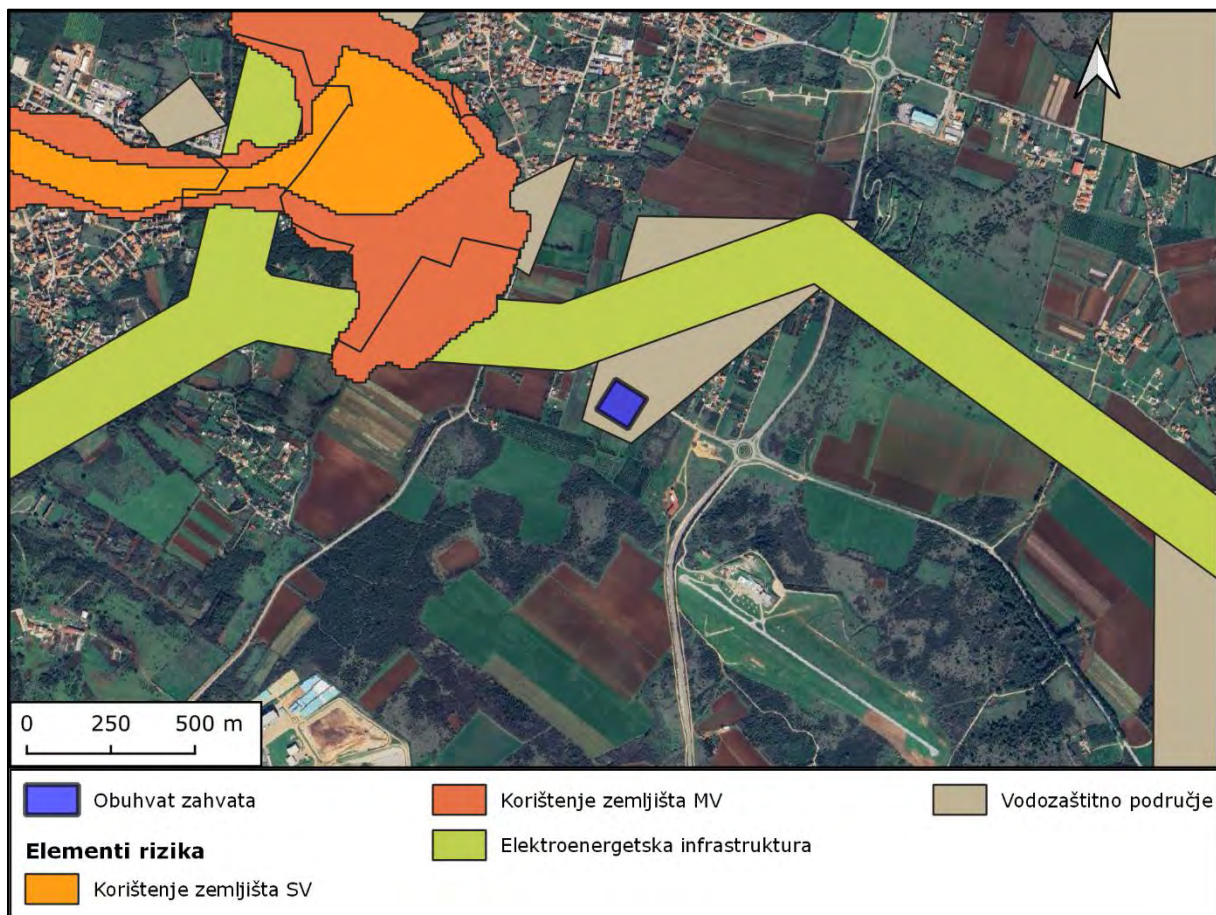 0 250 500 m
Obuhvat zahvata
Elementi rizika
Korištenje zemljišta SV
Korištenje zemljišta MV
Elektroenergetska infrastruktura
Vodozaštitno područje